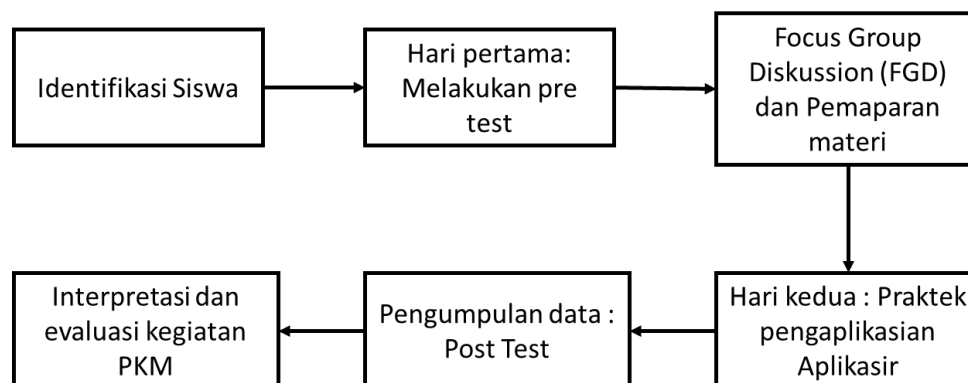 Identifikasi Siswa
Hari pertama:
Melakukan pre
test
Focus Group
Diskussion (FGD)
dan Pemaparan
materi
Hari kedua : Praktek
pengaplikasian
Aplikasir
Pengumpulan data :
Post Test
Interpretasi dan
evaluasi kegiatan
PKM